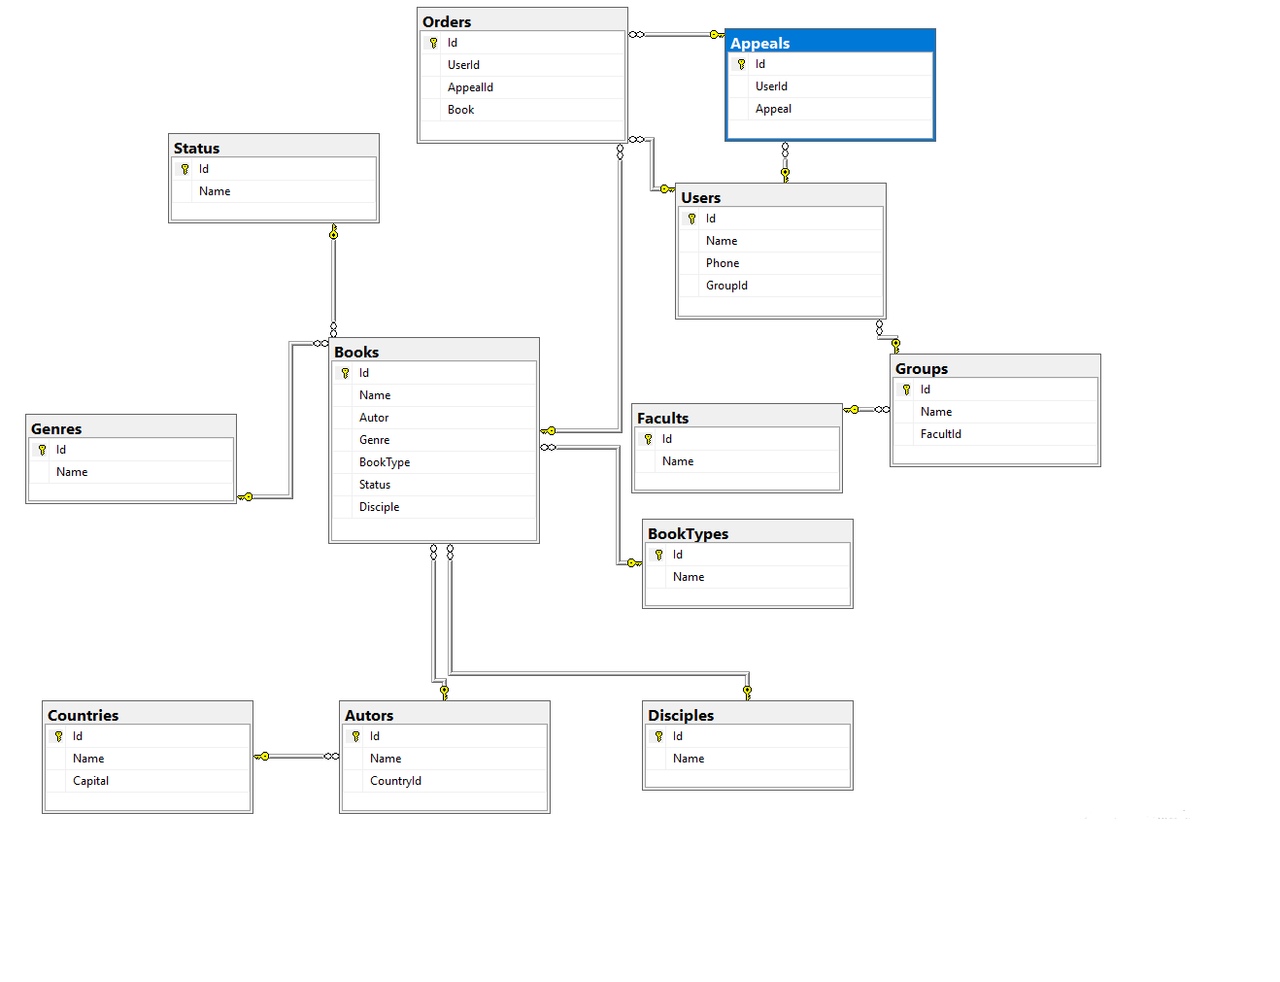 Orders
Id
UserId
AppealId
Book
Appeals
Id
UserId
Appeal
Status
Id
Name
Users
Id
Name
Phone
GroupId
Books
Id
Name
Autor
Genre
BookType
Status
Disciple
Groups
Id
Name
FacultId
Genres
Id
Name
Facults
Id
Name
BookTypes
Id
Name
Countries
Id
Name
Capital
Autors
Id
Name
CountryId
Disciples
Id
Name